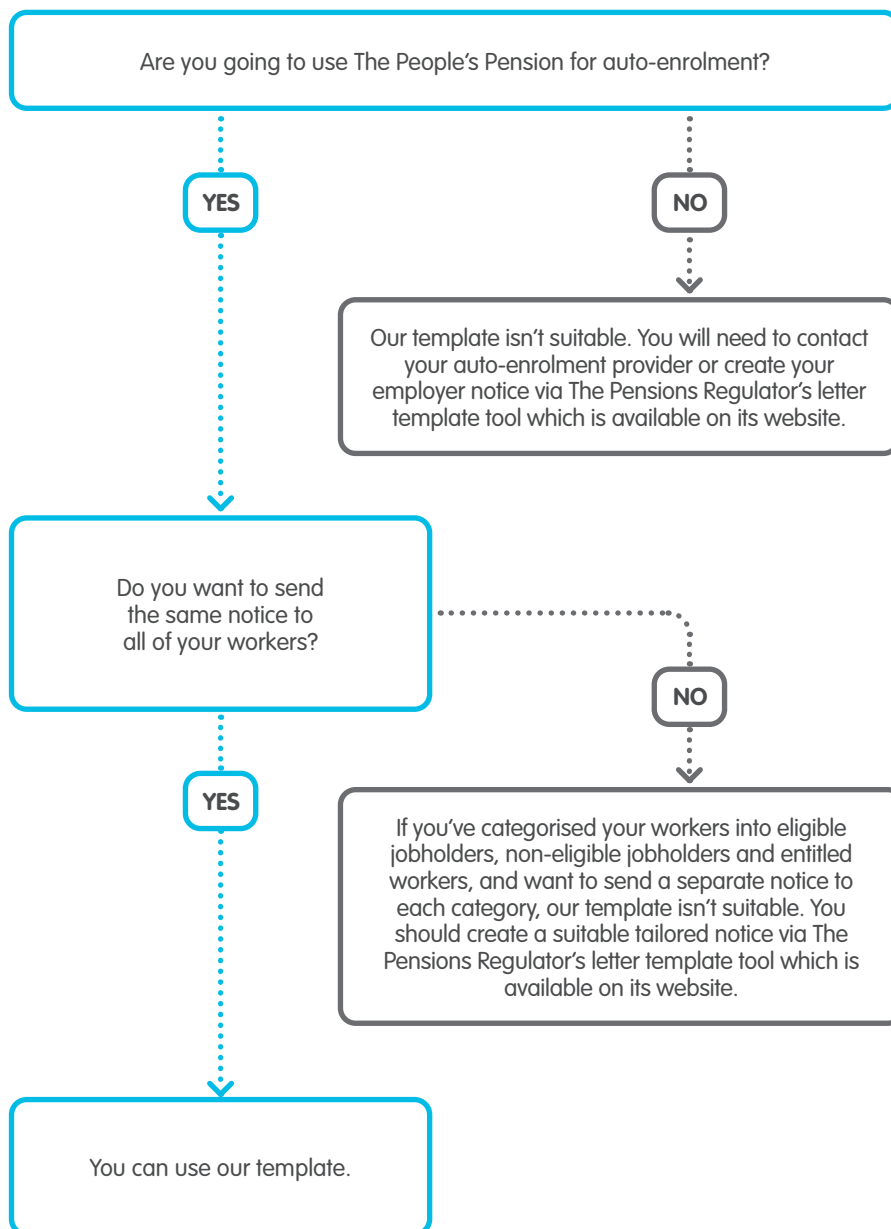 Are you going to use The People’s Pension for auto-enrolment?
YES
NO
Our template isn’t suitable. You will need to contact
your auto-enrolment provider or create your
employer notice via The Pensions Regulator’s letter
template tool which is available on its website.
Do you want to send
the same notice to
all of your workers?
NO
YES
If you’ve categorised your workers into eligible
jobholders, non-eligible jobholders and entitled
workers, and want to send a separate notice to
each category, our template isn’t suitable. You
should create a suitable tailored notice via The
Pensions Regulator’s letter template tool which is
available on its website.
You can use our template.